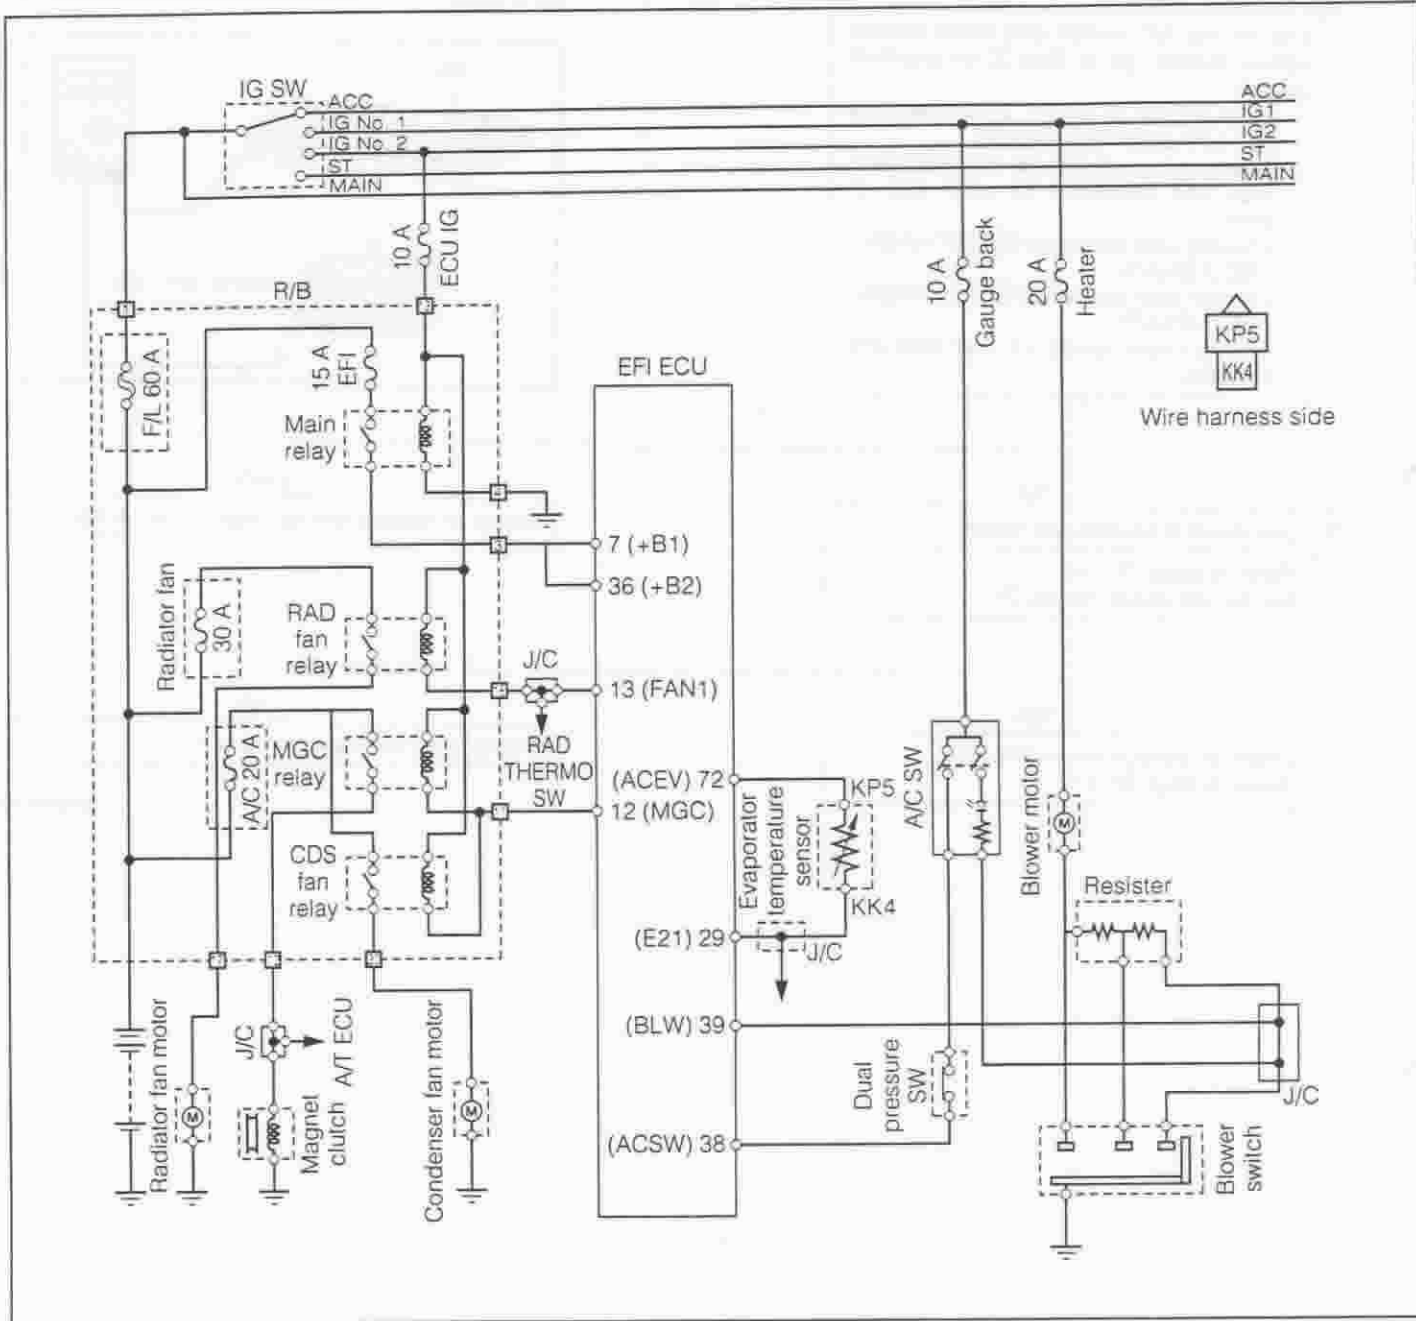 IG SW
ACC
IG No. 1
IG No. 2
ST
MAIN
ACC
IG1
IG2
ST
MAIN
10 A
ECU IG
10 A
Gauge back
20 A
Heater
R/B
F/L 60 A
15 A
EFI
Main
relay
EFI ECU
KP5
KK4
Wire harness side
7 (+B1)
36 (+B2)
Radiator fan
30 A
RAD
fan
relay
J/C
13 (FAN1)
RAD
THERMO
SW
A/C 20 A
MGC
relay
(ACEV) 72
12 (MGC)
KP5
Evaporator
temperature
sensor
KK4
A/C SW
Blower motor
M
Resister
CDS
fan
relay
(E21) 29
J/C
(BLW) 39
J/C
A/T ECU
Radiator fan motor
M
Magnet
clutch
Condenser fan motor
M
Dual
pressure
SW
(ACSW) 38
J/C
Blower
switch